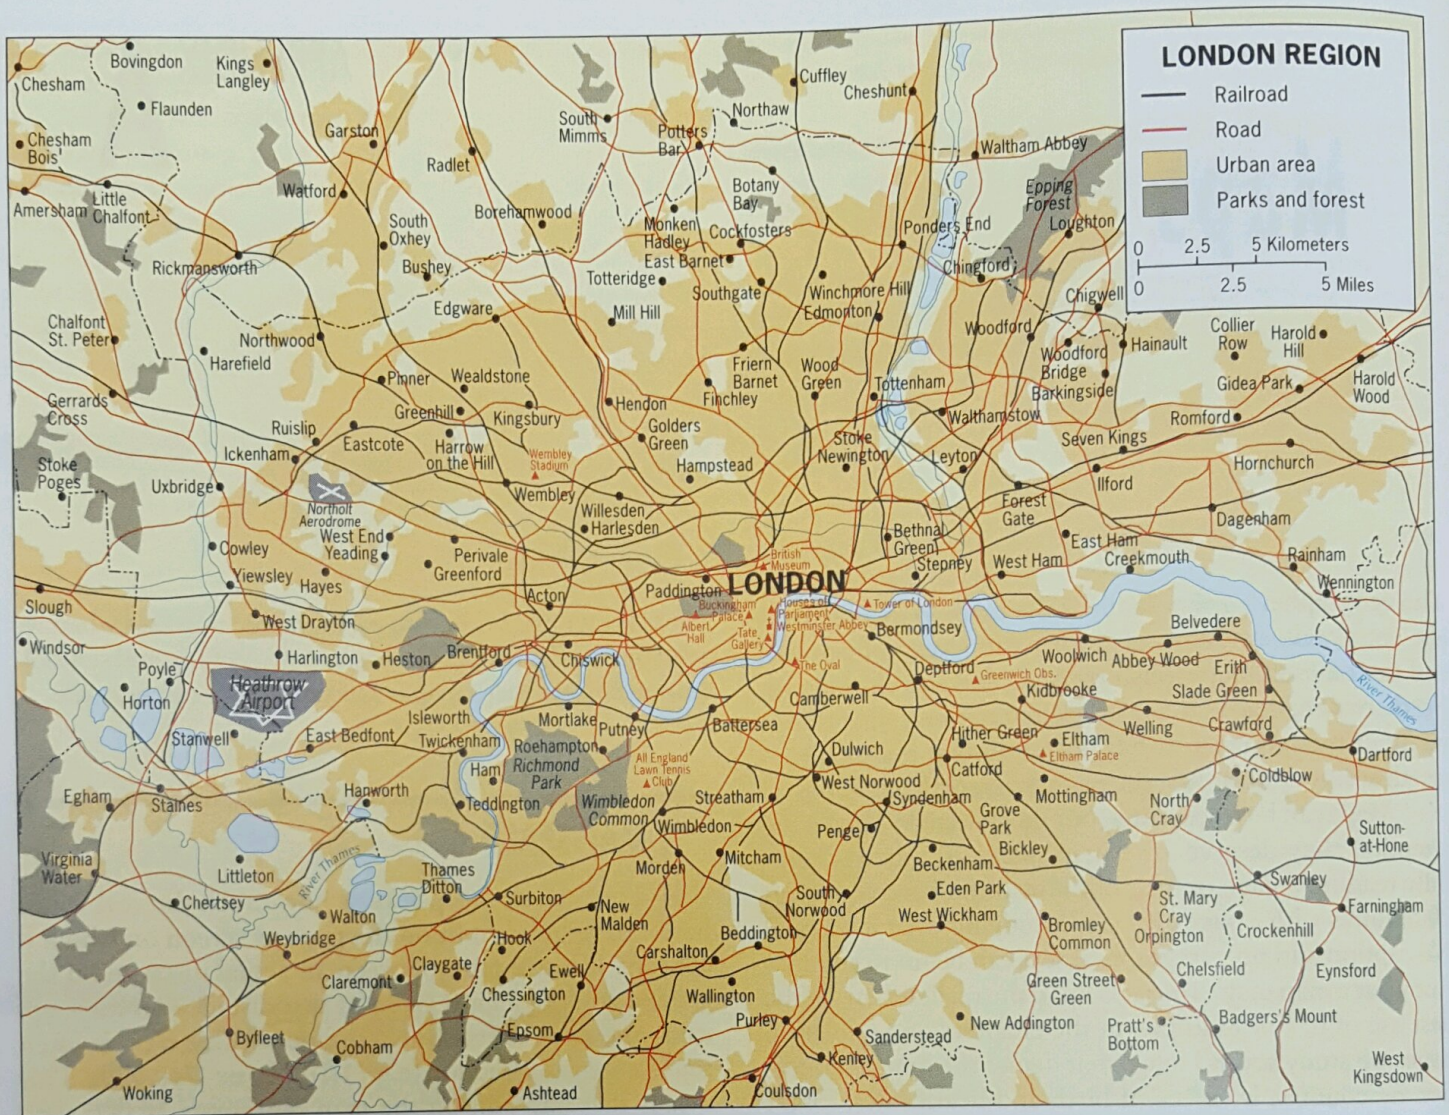 LONDON REGION
Railroad
Road
Urban area
Parks and forest
0 2.5 5 Kilometers
0 2.5 5 Miles
Bovingdon
Kings
Langley
Chesham
Flaunden
Cuffley
Cheshunt
Northaw
South
Mimms
Potters
Bar
Garston
Chesham
Bois
Radlet
Waltham Abbey
Watford
Little
Chalfont
Amersham
Botany
Bay
Epping
Forest
Borehamwood
South
Oxhey
Monken
Hadley
Cockfosters
Ponders End
Loughton
East Barnet
Rickmansworth
Bushey
Totteridge
Southgate
Winchmore Hill
Chingford
Chigwell
Edgware
Mill Hill
Edmonton
Woodford
Chalfont
St. Peter
Northwood
Harefield
Woodford
Bridge
Hainault
Collier
Row
Harold
Hill
Friern
Barnet
Wood
Green
Pinner
Wealdstone
Finchley
Tottenham
Barkingside
Gidea Park
Harold
Wood
Gerrards
Cross
Greenhill
Kingsbury
Hendon
Walthamstow
Romford
Ruislip
Eastcote
Golders
Green
Stoke
Newington
Seven Kings
Ickenham
Harrow
on the Hill
Wembley
Stadium
Hampstead
Leyton
Hornchurch
Stoke
Poges
Uxbridge
Wembley
Ilford
Northolt
Aerodrome
Willesden
Harlesden
Forest
Gate
Dagenham
West End
Yeading
Bethnal
Green
East Ham
Cowley
Perivale
Greenford
British
Museum
Stepney
West Ham
Creekmouth
Rainham
Yiewsley
Hayes
Paddington
LONDON
Wennington
Slough
Acton
Buckingham
Palace
Houses of
Parliament
Tower of London
West Drayton
Albert
Hall
Westminster Abbey
Tate
Gallery
Bermondsey
Belvedere
Windsor
Harlington
Heston
Brentford
Chiswick
The Oval
Deptford
Woolwich
Abbey Wood
Erith
Greenwich Obs.
Poyle
Horton
Heathrow
Airport
Camberwell
Kidbrooke
Slade Green
River Thames
Isleworth
Mortlake
Putney
Battersea
Welling
Crawford
Stanwell
East Bedfont
Twickenham
Roehampton
Richmond
Park
Dulwich
Hither Green
Eltham
Eltham Palace
Dartford
All England
Lawn Tennis
Club
Ham
West Norwood
Catford
Coldblow
Egham
Staines
Hanworth
Teddington
Wimbledon
Common
Streatham
Syndenham
Mottingham
North
Cray
Grove
Park
Wimbledon
Penge
Sutton-
at-Hone
Virginia
Water
Littleton
River Thames
Thames
Ditton
Morden
Mitcham
Beckenham
Bickley
Swanley
Chertsey
Walton
Surbiton
New
Malden
South
Norwood
Eden Park
West Wickham
St. Mary
Cray
Orpington
Farningham
Bromley
Common
Crockenhill
Weybridge
Hook
Beddington
Carshalton
Claygate
Claremont
Chessington
Ewell
Wallington
Green Street
Green
Chelsfield
Eynsford
Byfleet
Epsom
Purley
Sanderstead
New Addington
Pratt's
Bottom
Badgers's Mount
Cobham
Kenley
West
Kingsdown
Woking
Ashtead
Coulsdon